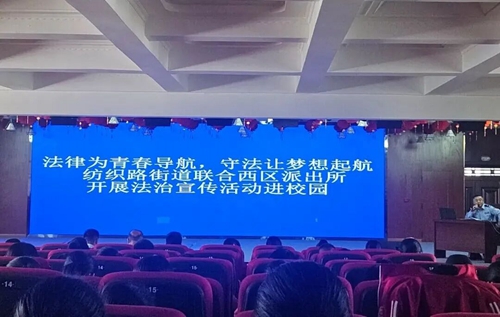 法律为青春导航，守法让梦想起航
纺织路街道联合西区派出所
开展法治宣传活动进校园